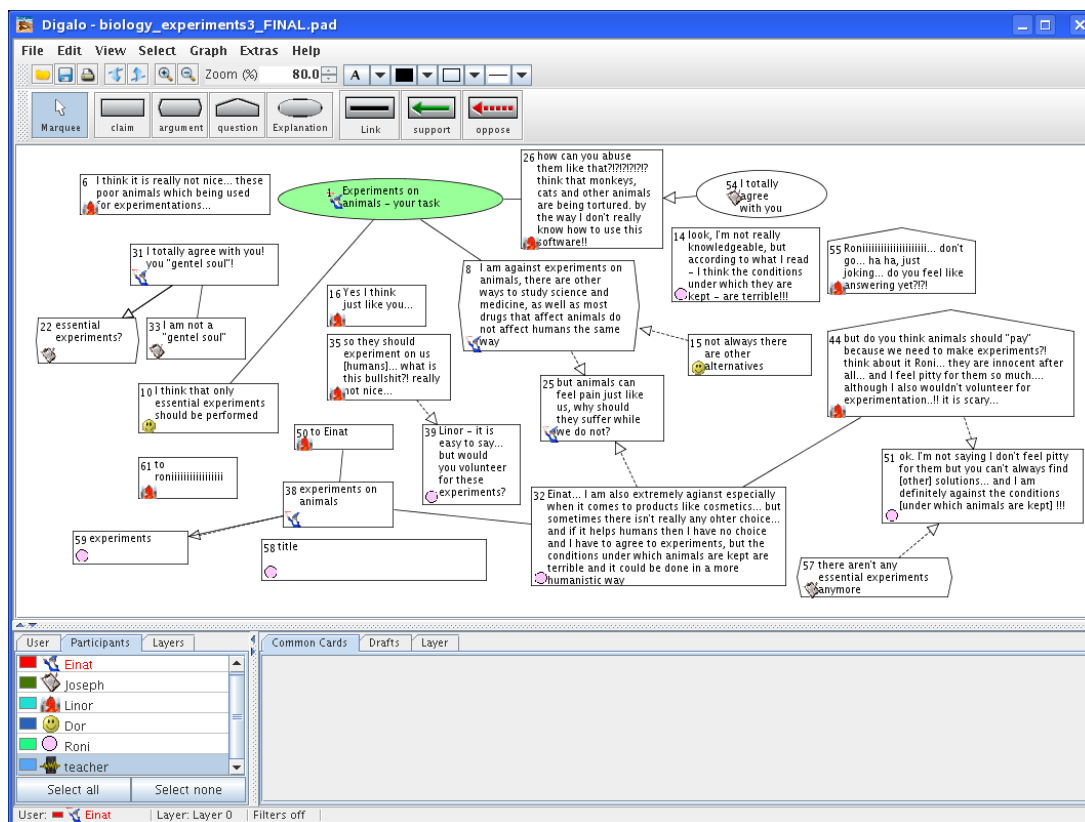 Digalo - biology_experiments3_FINAL.pad
File Edit View Select Graph Extras Help
Zoom (%) 80.0 A
Marquee claim argument question Explanation Link support oppose
6 I think it is really not nice... these
poor animals which being used
for experimentations...
1 Experiments on
animals - your task
26 how can you abuse
them like that?!?!?!?!?!?
think that monkeys,
cats and other animals
are being tortured. by
the way I don't really
know how to use this
software!!
54 I totally
agree
with you
31 I totally agree with you!
you "gentel soul"!
22 essential
experiments?
33 I am not a
"gentel soul"
16 Yes I think
just like you...
8 I am against experiments on
animals, there are other
ways to study science and
medicine, as well as most
drugs that affect animals do
not affect humans the same
way
14 look, I'm not really
knowledgeable, but
according to what I read
- I think the conditions
under which they are
kept - are terrible!!!
55 Roniiiiiiiiiiiiiiiiiiiii... don't
go... ha ha, just
joking... do you feel like
answering yet?!?!
35 so they should
experiment on us
[humans]... what is
this bullshit?! really
not nice...
15 not always there
are other
alternatives
44 but do you think animals should "pay"
because we need to make experiments?!
think about it Roni... they are innocent after
all... and I feel pitty for them so much....
although I also wouldn't volunteer for
experimentation..!! it is scary...
10 I think that only
essential experiments
should be performed
25 but animals can
feel pain just like
us, why should
they suffer while
we do not?
50 to Einat
39 Linor - it is
easy to say...
but would
you volunteer
for these
experiments?
61 to
roniiiiiiiiiiiiiiiiii
51 ok. I'm not saying I don't feel pitty
for them but you can't always find
[other] solutions... and I am
definitely against the conditions
[under which animals are kept] !!!
38 experiments on
animals
32 Einat... I am also extremely agianst especially
when it comes to products like cosmetics... but
sometimes there isn't really any ohter choice...
and if it helps humans then I have no choice
and I have to agree to experiments, but the
conditions under which animals are kept are
terrible and it could be done in a more
humanistic way
59 experiments
58 title
57 there aren't any
essential experiments
anymore
User Participants Layers
Common Cards Drafts Layer
Einat
Joseph
Linor
Dor
Roni
teacher
Select all Select none
User: Einat Layer: Layer 0 Filters off